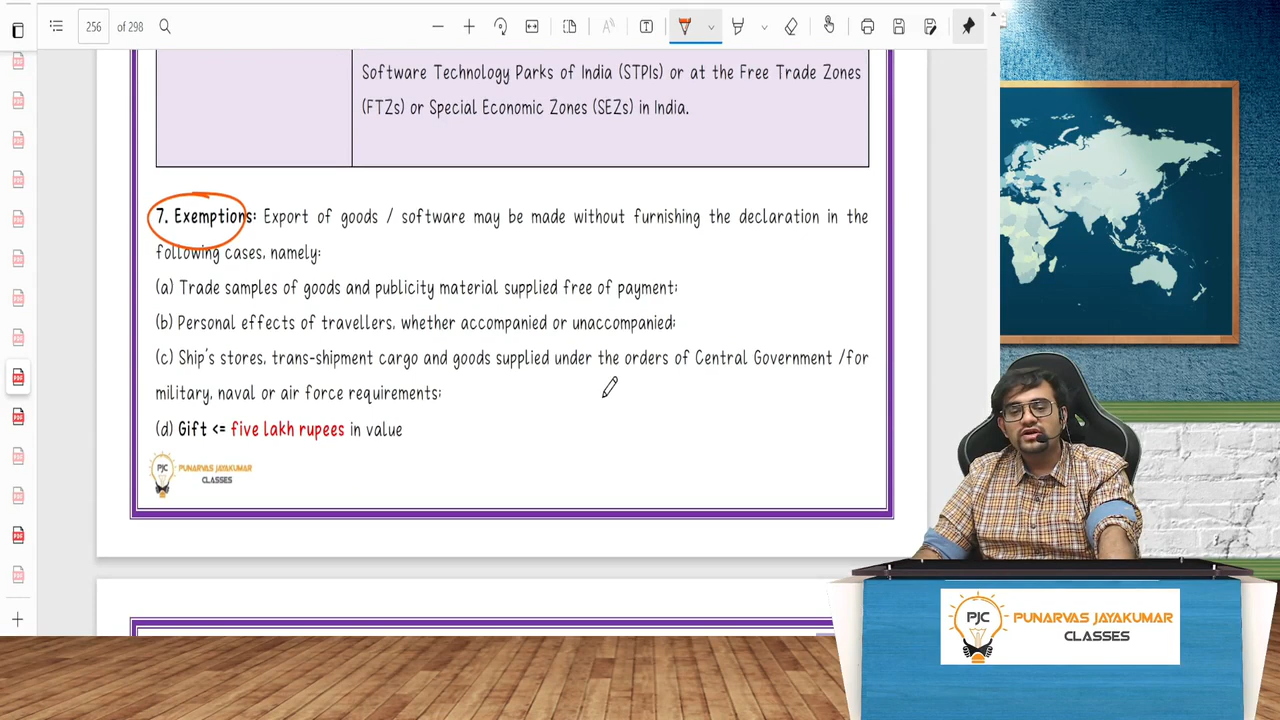 256 of 298
Software Technology Parks of India (STPIs) or at the Free Trade Zones
(FTZs) or Special Economic Zones (SEZs) in India.
7. Exemptions: Export of goods / software may be made without furnishing the declaration in the
following cases, namely:
(a) Trade samples of goods and publicity material supplied free of payment;
(b) Personal effects of travellers, whether accompanied or unaccompanied;
(c) Ship's stores, trans-shipment cargo and goods supplied under the orders of Central Government /for
military, naval or air force requirements;
(d) Gift <= five lakh rupees in value
PJC PUNARVAS JAYAKUMAR
CLASSES
PJC PUNARVAS JAYAKUMAR
CLASSES